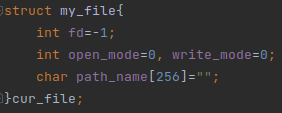 struct my_file{
int fd=-1;
int open_mode=0, write_mode=0;
char path_name[256]="";
}cur_file;